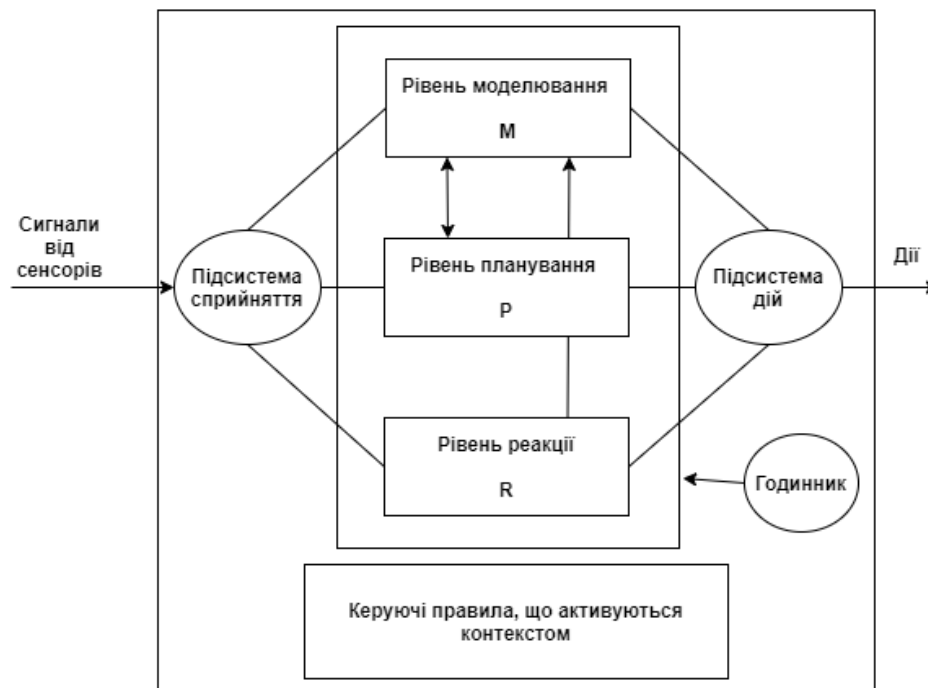 Рівень моделювання
M
Сигнали
від
сенсорів
Підсистема
сприйняття
Рівень планування
P
Підсистема
дій
Дії
Рівень реакції
R
Годинник
Керуючі правила, що активуються
контекстом